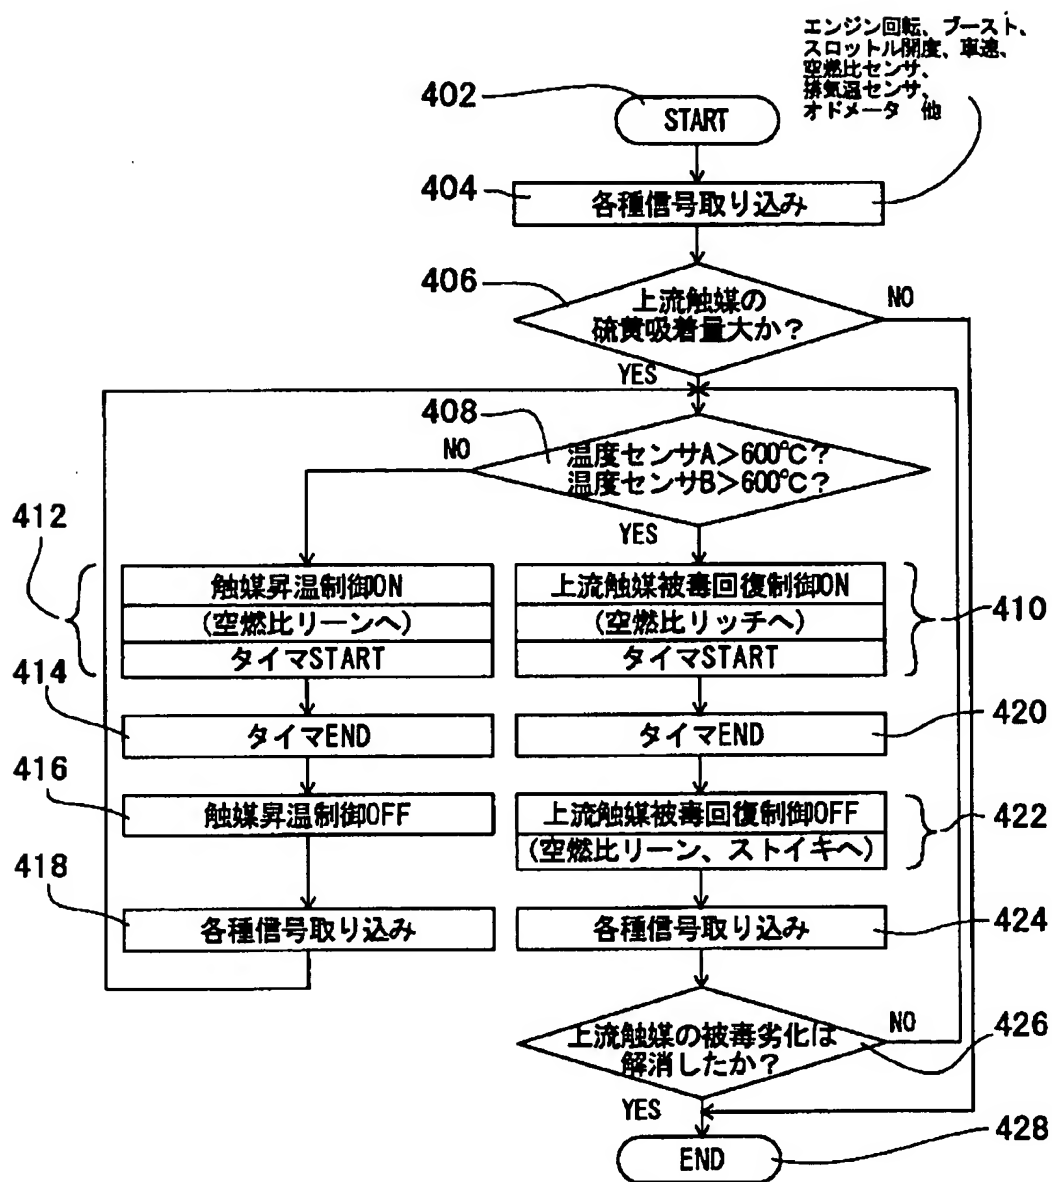 エンジン回転、ブースト、
スロットル開度、車速、
空燃比センサ、
排気温センサ、
オドメータ 他
402
START
404
各種信号取り込み
406
上流触媒の
硫黄吸着量大か?
NO
YES
408
NO
温度センサA>600℃?
温度センサB>600℃?
YES
412
触媒昇温制御ON
(空燃比リーンへ)
タイマSTART
上流触媒被毒回復制御ON
(空燃比リッチへ)
タイマSTART
410
414
タイマEND
タイマEND
420
416
触媒昇温制御OFF
上流触媒被毒回復制御OFF
(空燃比リーン、ストイキへ)
422
418
各種信号取り込み
各種信号取り込み
424
上流触媒の被毒劣化は
解消したか?
NO
426
YES
END
428